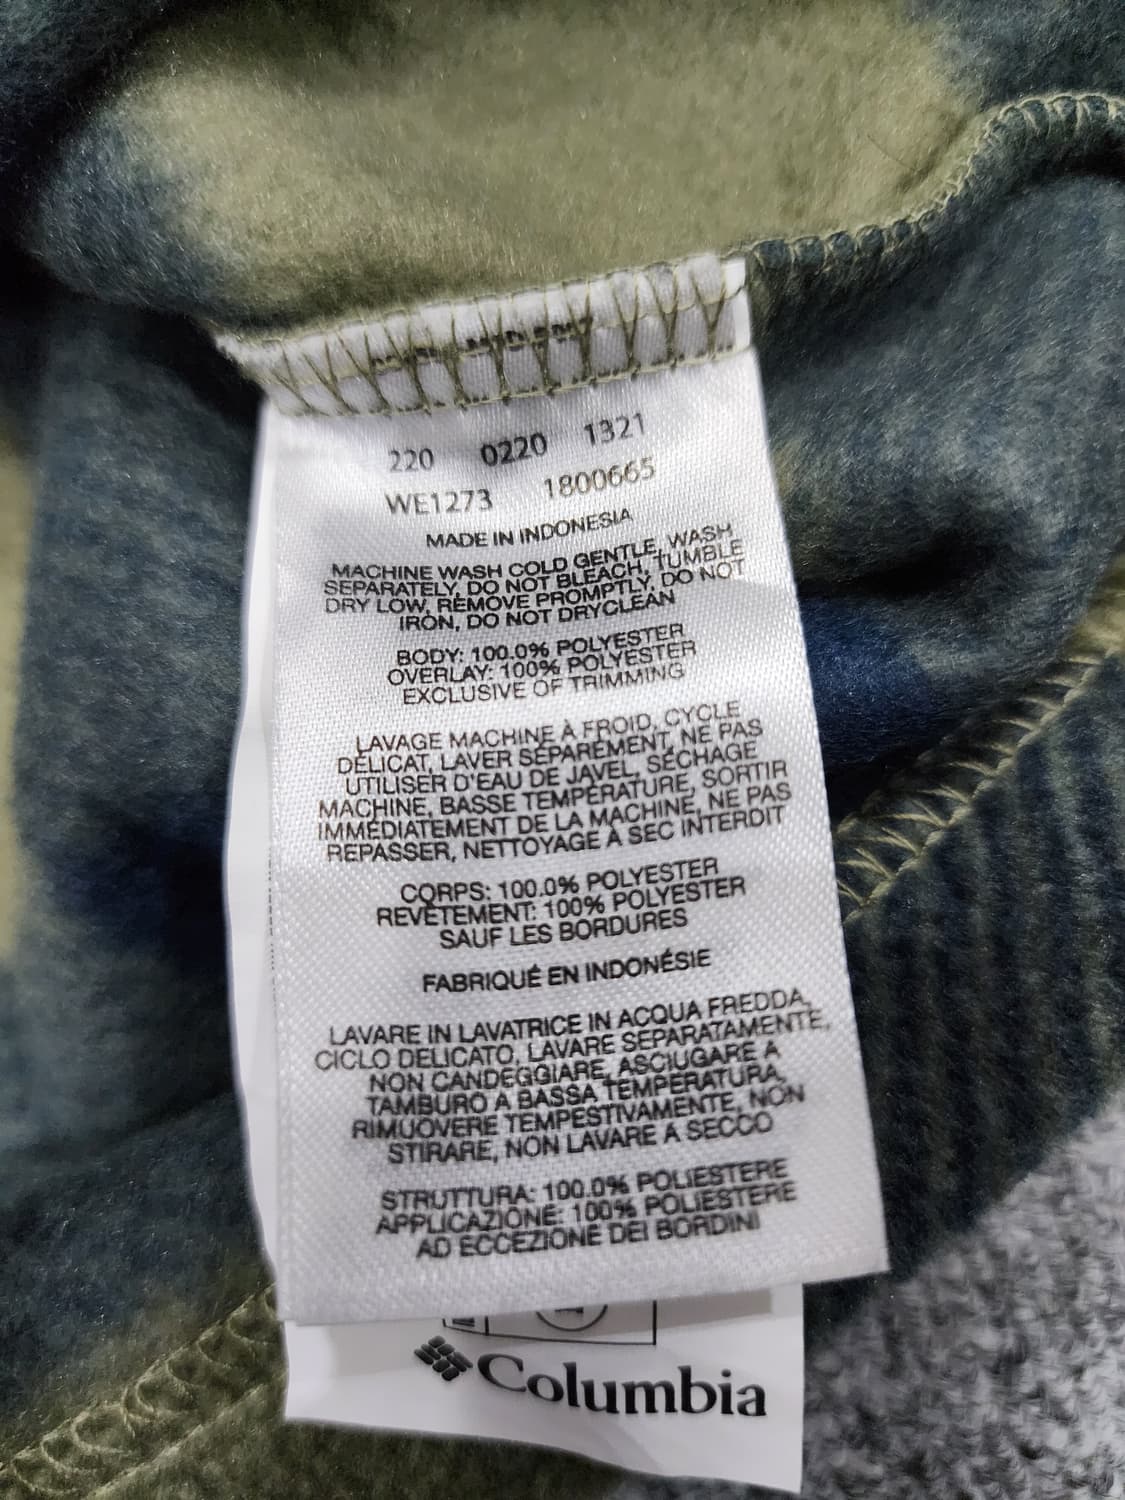 220 0220 1321
WE1273 1800665
MADE IN INDONESIA
MACHINE WASH COLD GENTLE, WASH
SEPARATELY, DO NOT BLEACH, TUMBLE
DRY LOW, REMOVE PROMPTLY, DO NOT
IRON, DO NOT DRYCLEAN
BODY: 100.0% POLYESTER
OVERLAY: 100% POLYESTER
EXCLUSIVE OF TRIMMING
LAVAGE MACHINE À FROID, CYCLE
DÉLICAT, LAVER SÉPARÉMENT, NE PAS
UTILISER D'EAU DE JAVEL, SÉCHAGE
MACHINE, BASSE TEMPÉRATURE, SORTIR
IMMÉDIATEMENT DE LA MACHINE, NE PAS
REPASSER, NETTOYAGE À SEC INTERDIT
CORPS: 100.0% POLYESTER
REVÊTEMENT: 100% POLYESTER
SAUF LES BORDURES
FABRIQUÉ EN INDONÉSIE
LAVARE IN LAVATRICE IN ACQUA FREDDA,
CICLO DELICATO, LAVARE SEPARATAMENTE,
NON CANDEGGIARE, ASCIUGARE A
TAMBURO A BASSA TEMPERATURA,
RIMUOVERE TEMPESTIVAMENTE, NON
STIRARE, NON LAVARE A SECCO
STRUTTURA: 100.0% POLIESTERE
APPLICAZIONE: 100% POLIESTERE
AD ECCEZIONE DEI BORDINI
Columbia